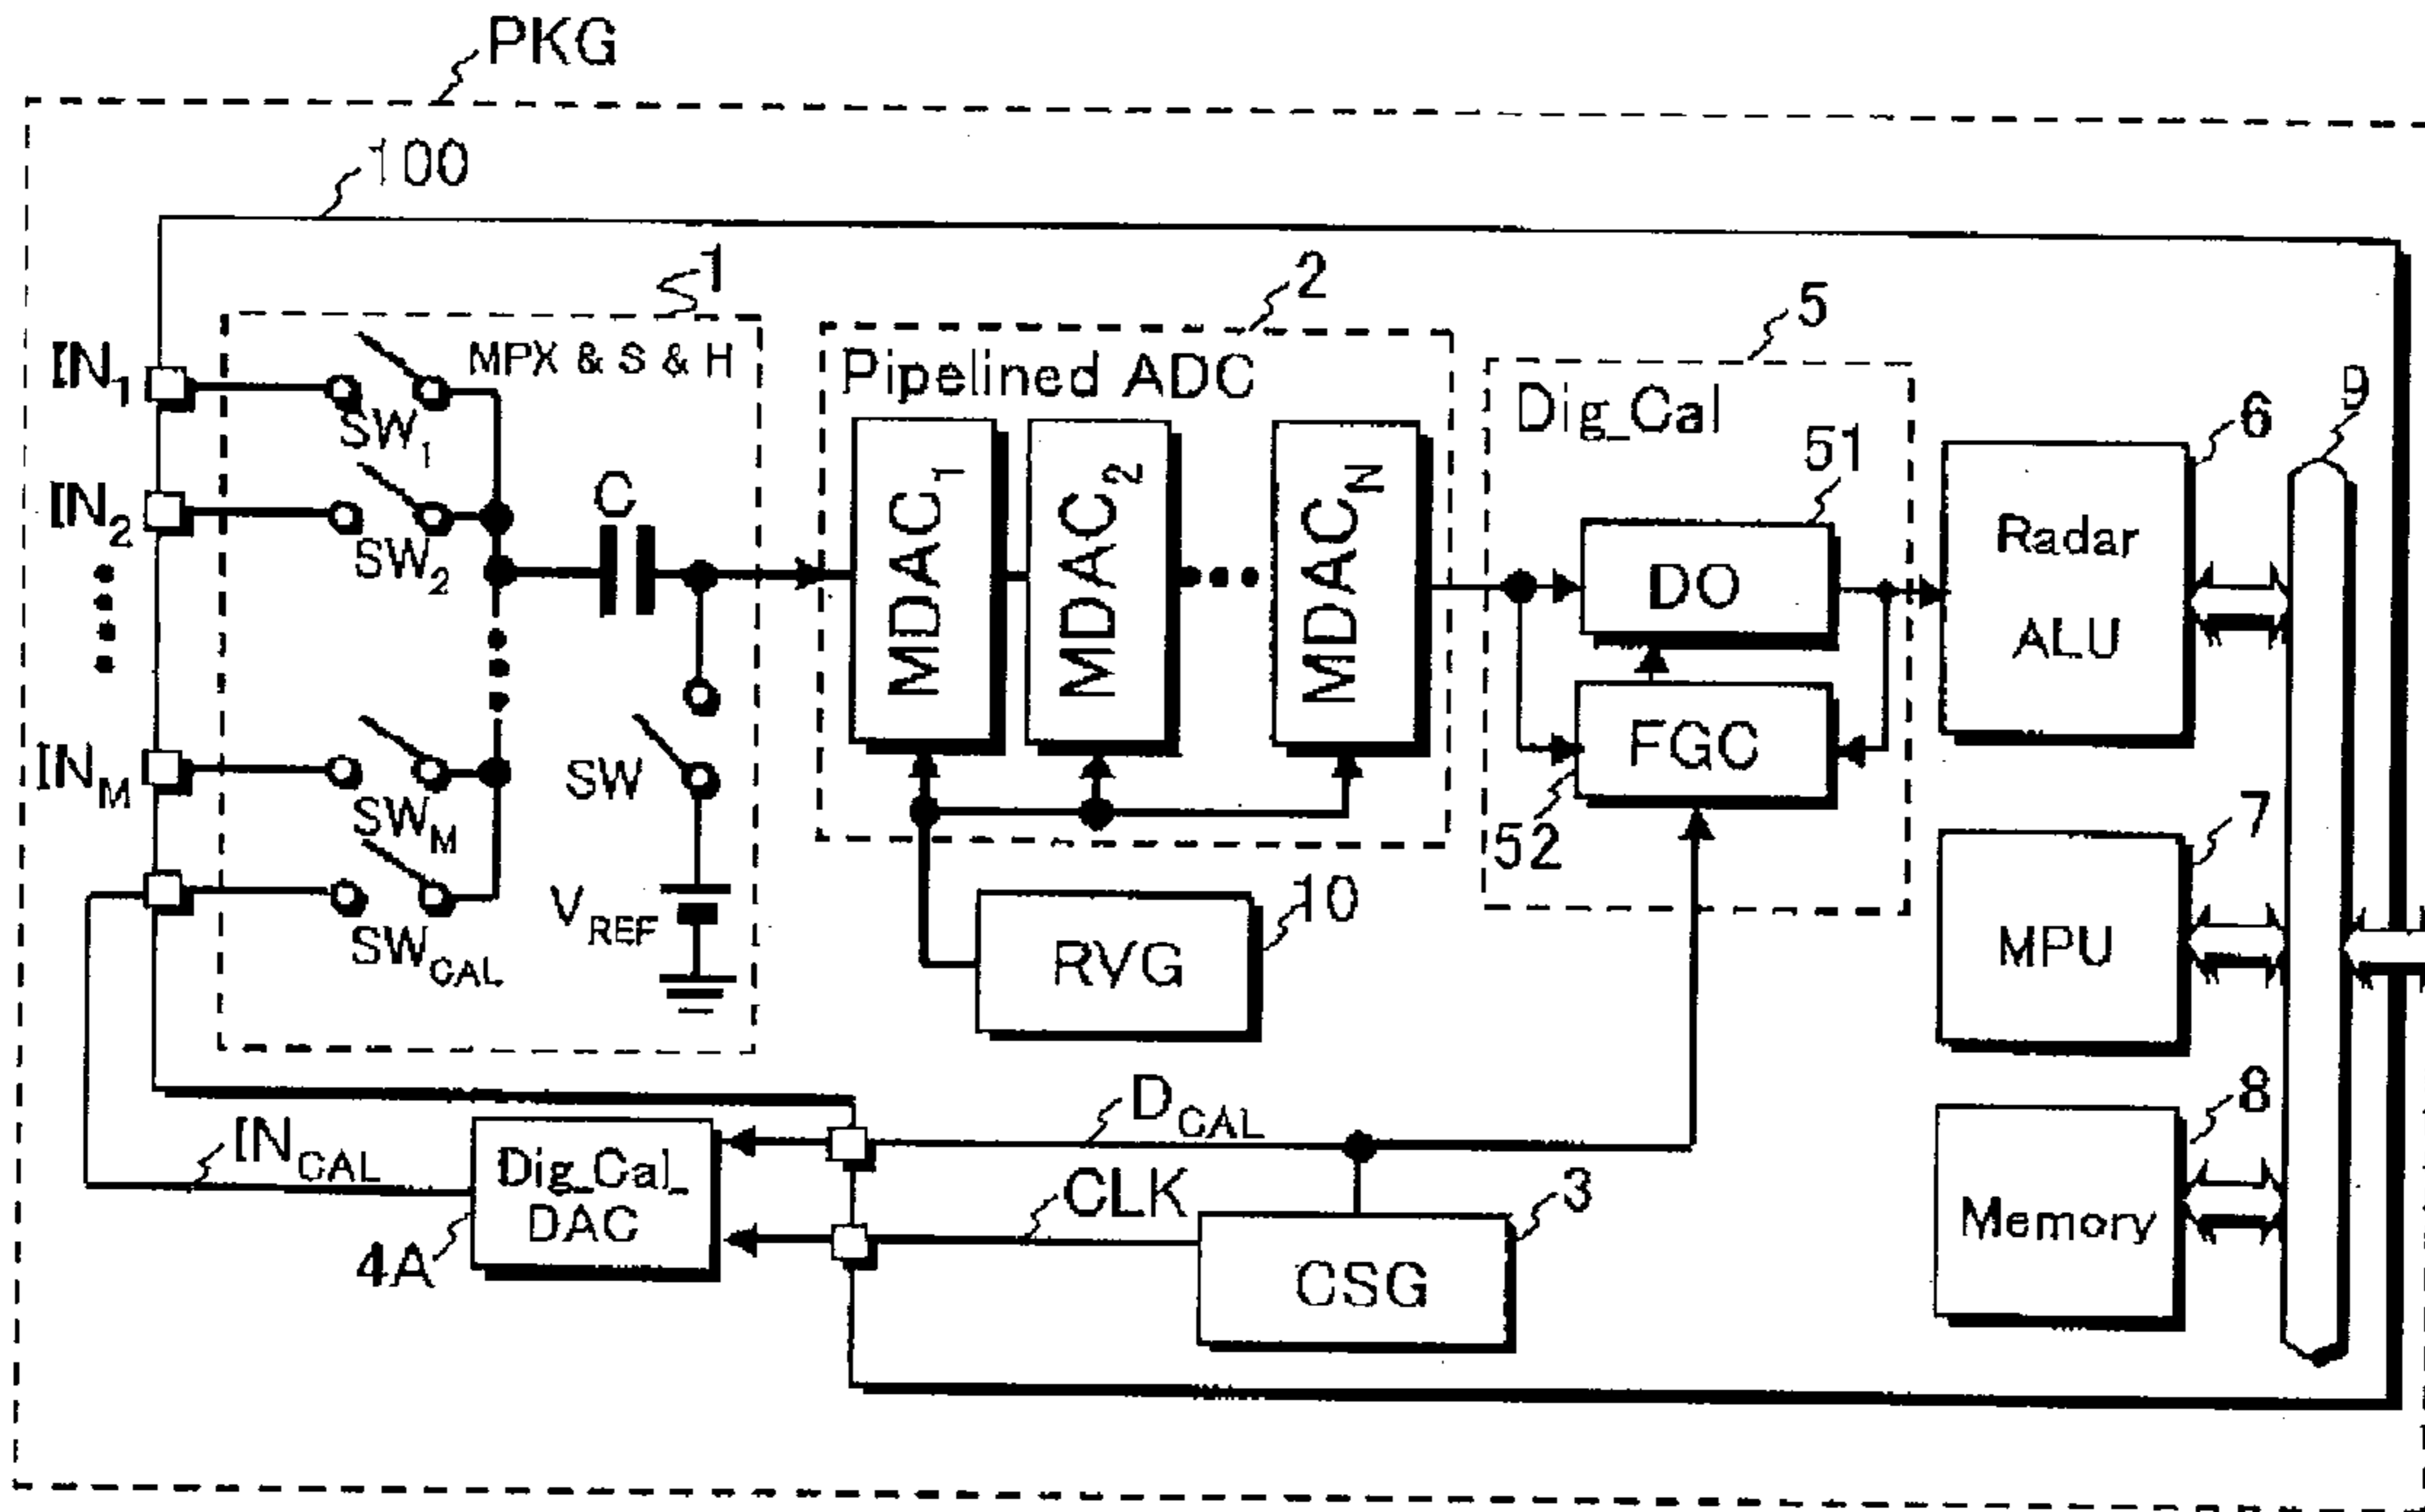 PKG
100
1
2
5
9
IN1
MPX & S & H
SW1
Pipelined ADC
Dig_Cal
6
51
IN2
SW2
C
MDAC1
MDAC2
MDACN
DO
Radar
ALU
INM
SWM
SW
FGC
52
7
SWCAL
VREF
RVG
10
MPU
DCAL
8
INCAL
Dig_Cal_
DAC
4A
CLK
3
CSG
Memory